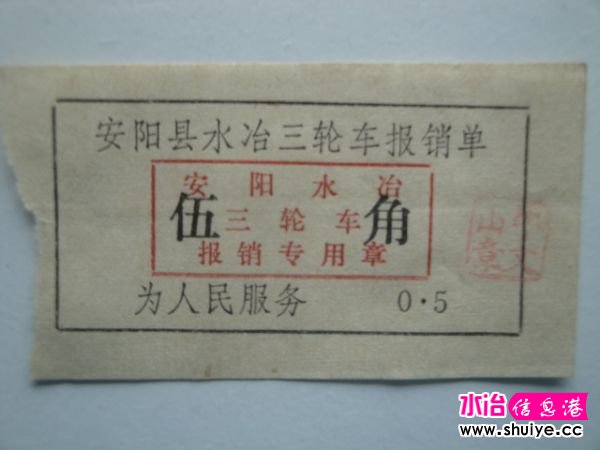 安阳县水冶三轮车报销单
安阳水冶
伍 三轮车 角
报销专用章
为人民服务 0·5
水冶信息港
www.shuiye.cc